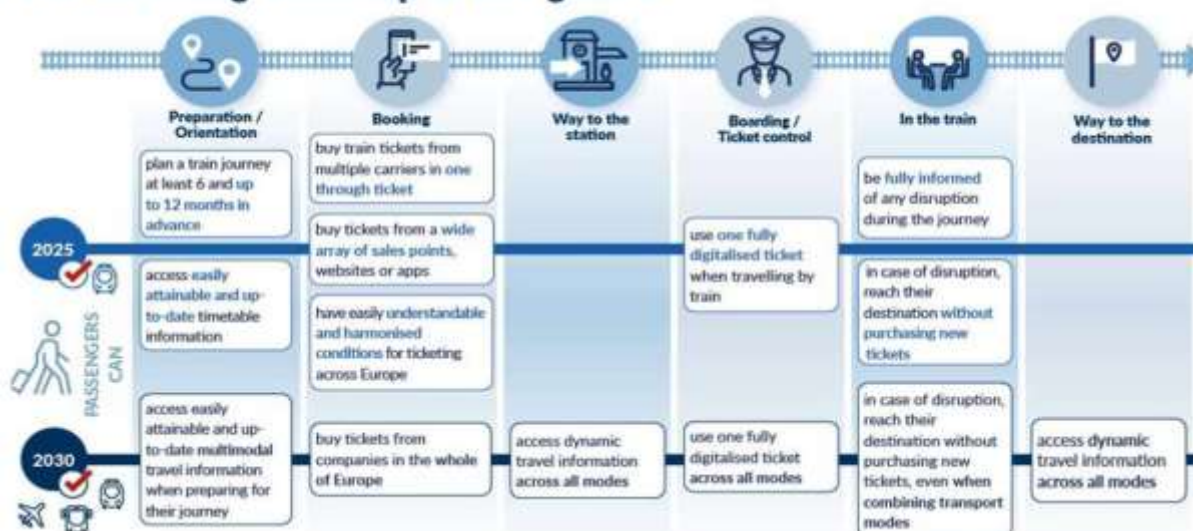 Preparation /
Orientation
Booking
Way to the
station
Boarding /
Ticket control
In the train
Way to the
destination
2025
plan a train journey
at least 6 and up
to 12 months in
advance
access easily
attainable and up-
to-date timetable
information
buy train tickets from
multiple carriers in one
through ticket
buy tickets from a wide
array of sales points,
websites or apps
have easily understandable
and harmonised
conditions for ticketing
across Europe
use one fully
digitalised ticket
when travelling by
train
be fully informed
of any disruption
during the journey
in case of disruption,
reach their
destination without
purchasing new
tickets
PASSENGERS
CAN
2030
access easily
attainable and up-
to-date multimodal
travel information
when preparing for
their journey
buy tickets from
companies in the whole
of Europe
access dynamic
travel information
across all modes
use one fully
digitalised ticket
across all modes
in case of disruption,
reach their
destination without
purchasing new
tickets, even when
combining transport
modes
access dynamic
travel information
across all modes